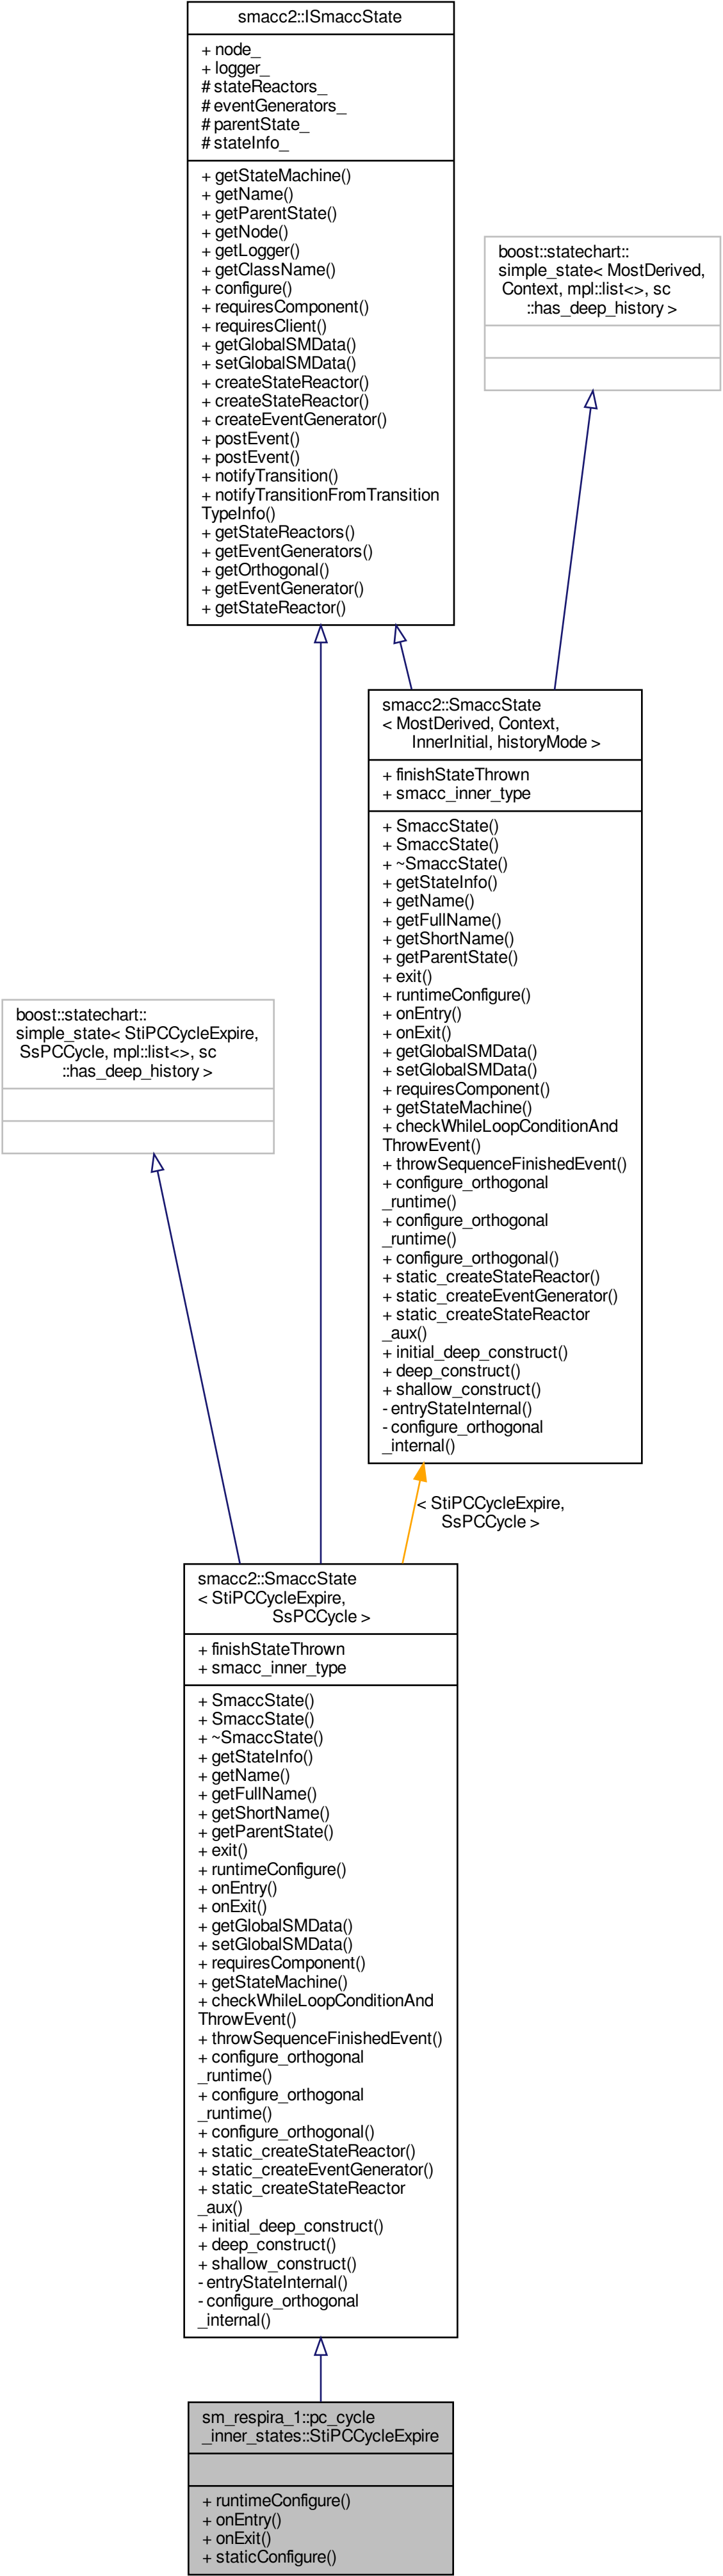 smacc2::ISmaccState
+ node_
+ logger_
# stateReactors_
# eventGenerators_
# parentState_
# stateInfo_
+ getStateMachine()
+ getName()
+ getParentState()
+ getNode()
+ getLogger()
+ getClassName()
+ configure()
+ requiresComponent()
+ requiresClient()
+ getGlobalSMData()
+ setGlobalSMData()
+ createStateReactor()
+ createStateReactor()
+ createEventGenerator()
+ postEvent()
+ postEvent()
+ notifyTransition()
+ notifyTransitionFromTransition
TypeInfo()
+ getStateReactors()
+ getEventGenerators()
+ getOrthogonal()
+ getEventGenerator()
+ getStateReactor()
boost::statechart::
simple_state< MostDerived,
Context, mpl::list<>, sc
::has_deep_history >
smacc2::SmaccState
< MostDerived, Context,
InnerInitial, historyMode >
+ finishStateThrown
+ smacc_inner_type
+ SmaccState()
+ SmaccState()
+ ~SmaccState()
+ getStateInfo()
+ getName()
+ getFullName()
+ getShortName()
+ getParentState()
+ exit()
+ runtimeConfigure()
+ onEntry()
+ onExit()
+ getGlobalSMData()
+ setGlobalSMData()
+ requiresComponent()
+ getStateMachine()
+ checkWhileLoopConditionAnd
ThrowEvent()
+ throwSequenceFinishedEvent()
+ configure_orthogonal
_runtime()
+ configure_orthogonal
_runtime()
+ configure_orthogonal()
+ static_createStateReactor()
+ static_createEventGenerator()
+ static_createStateReactor
_aux()
+ initial_deep_construct()
+ deep_construct()
+ shallow_construct()
- entryStateInternal()
- configure_orthogonal
_internal()
boost::statechart::
simple_state< StiPCCycleExpire,
SsPCCycle, mpl::list<>, sc
::has_deep_history >
< StiPCCycleExpire,
SsPCCycle >
smacc2::SmaccState
< StiPCCycleExpire,
SsPCCycle >
+ finishStateThrown
+ smacc_inner_type
+ SmaccState()
+ SmaccState()
+ ~SmaccState()
+ getStateInfo()
+ getName()
+ getFullName()
+ getShortName()
+ getParentState()
+ exit()
+ runtimeConfigure()
+ onEntry()
+ onExit()
+ getGlobalSMData()
+ setGlobalSMData()
+ requiresComponent()
+ getStateMachine()
+ checkWhileLoopConditionAnd
ThrowEvent()
+ throwSequenceFinishedEvent()
+ configure_orthogonal
_runtime()
+ configure_orthogonal
_runtime()
+ configure_orthogonal()
+ static_createStateReactor()
+ static_createEventGenerator()
+ static_createStateReactor
_aux()
+ initial_deep_construct()
+ deep_construct()
+ shallow_construct()
- entryStateInternal()
- configure_orthogonal
_internal()
sm_respira_1::pc_cycle
_inner_states::StiPCCycleExpire
+ runtimeConfigure()
+ onEntry()
+ onExit()
+ staticConfigure()